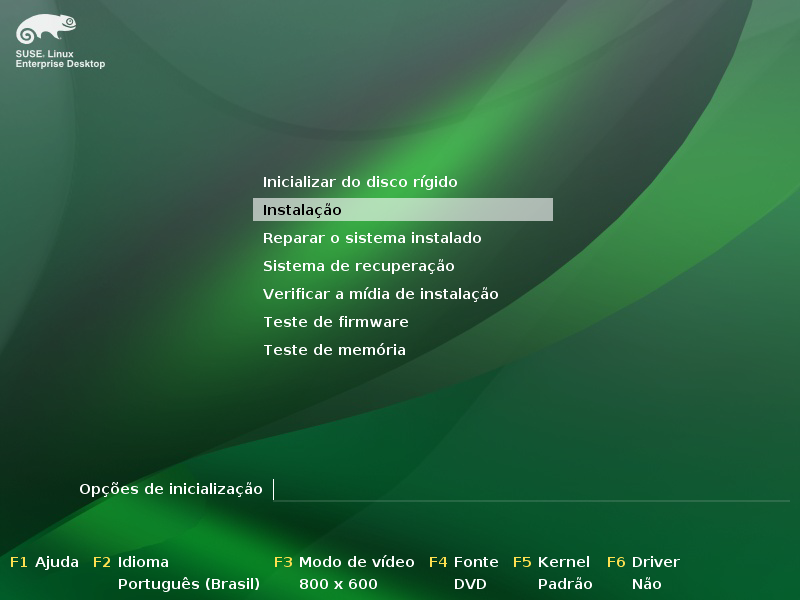 SUSE® Linux
Enterprise Desktop
Inicializar do disco rígido
Instalação
Reparar o sistema instalado
Sistema de recuperação
Verificar a mídia de instalação
Teste de firmware
Teste de memória
Opções de inicialização
F1 Ajuda F2 Idioma F3 Modo de vídeo F4 Fonte F5 Kernel F6 Driver
Português (Brasil) 800 x 600 DVD Padrão Não